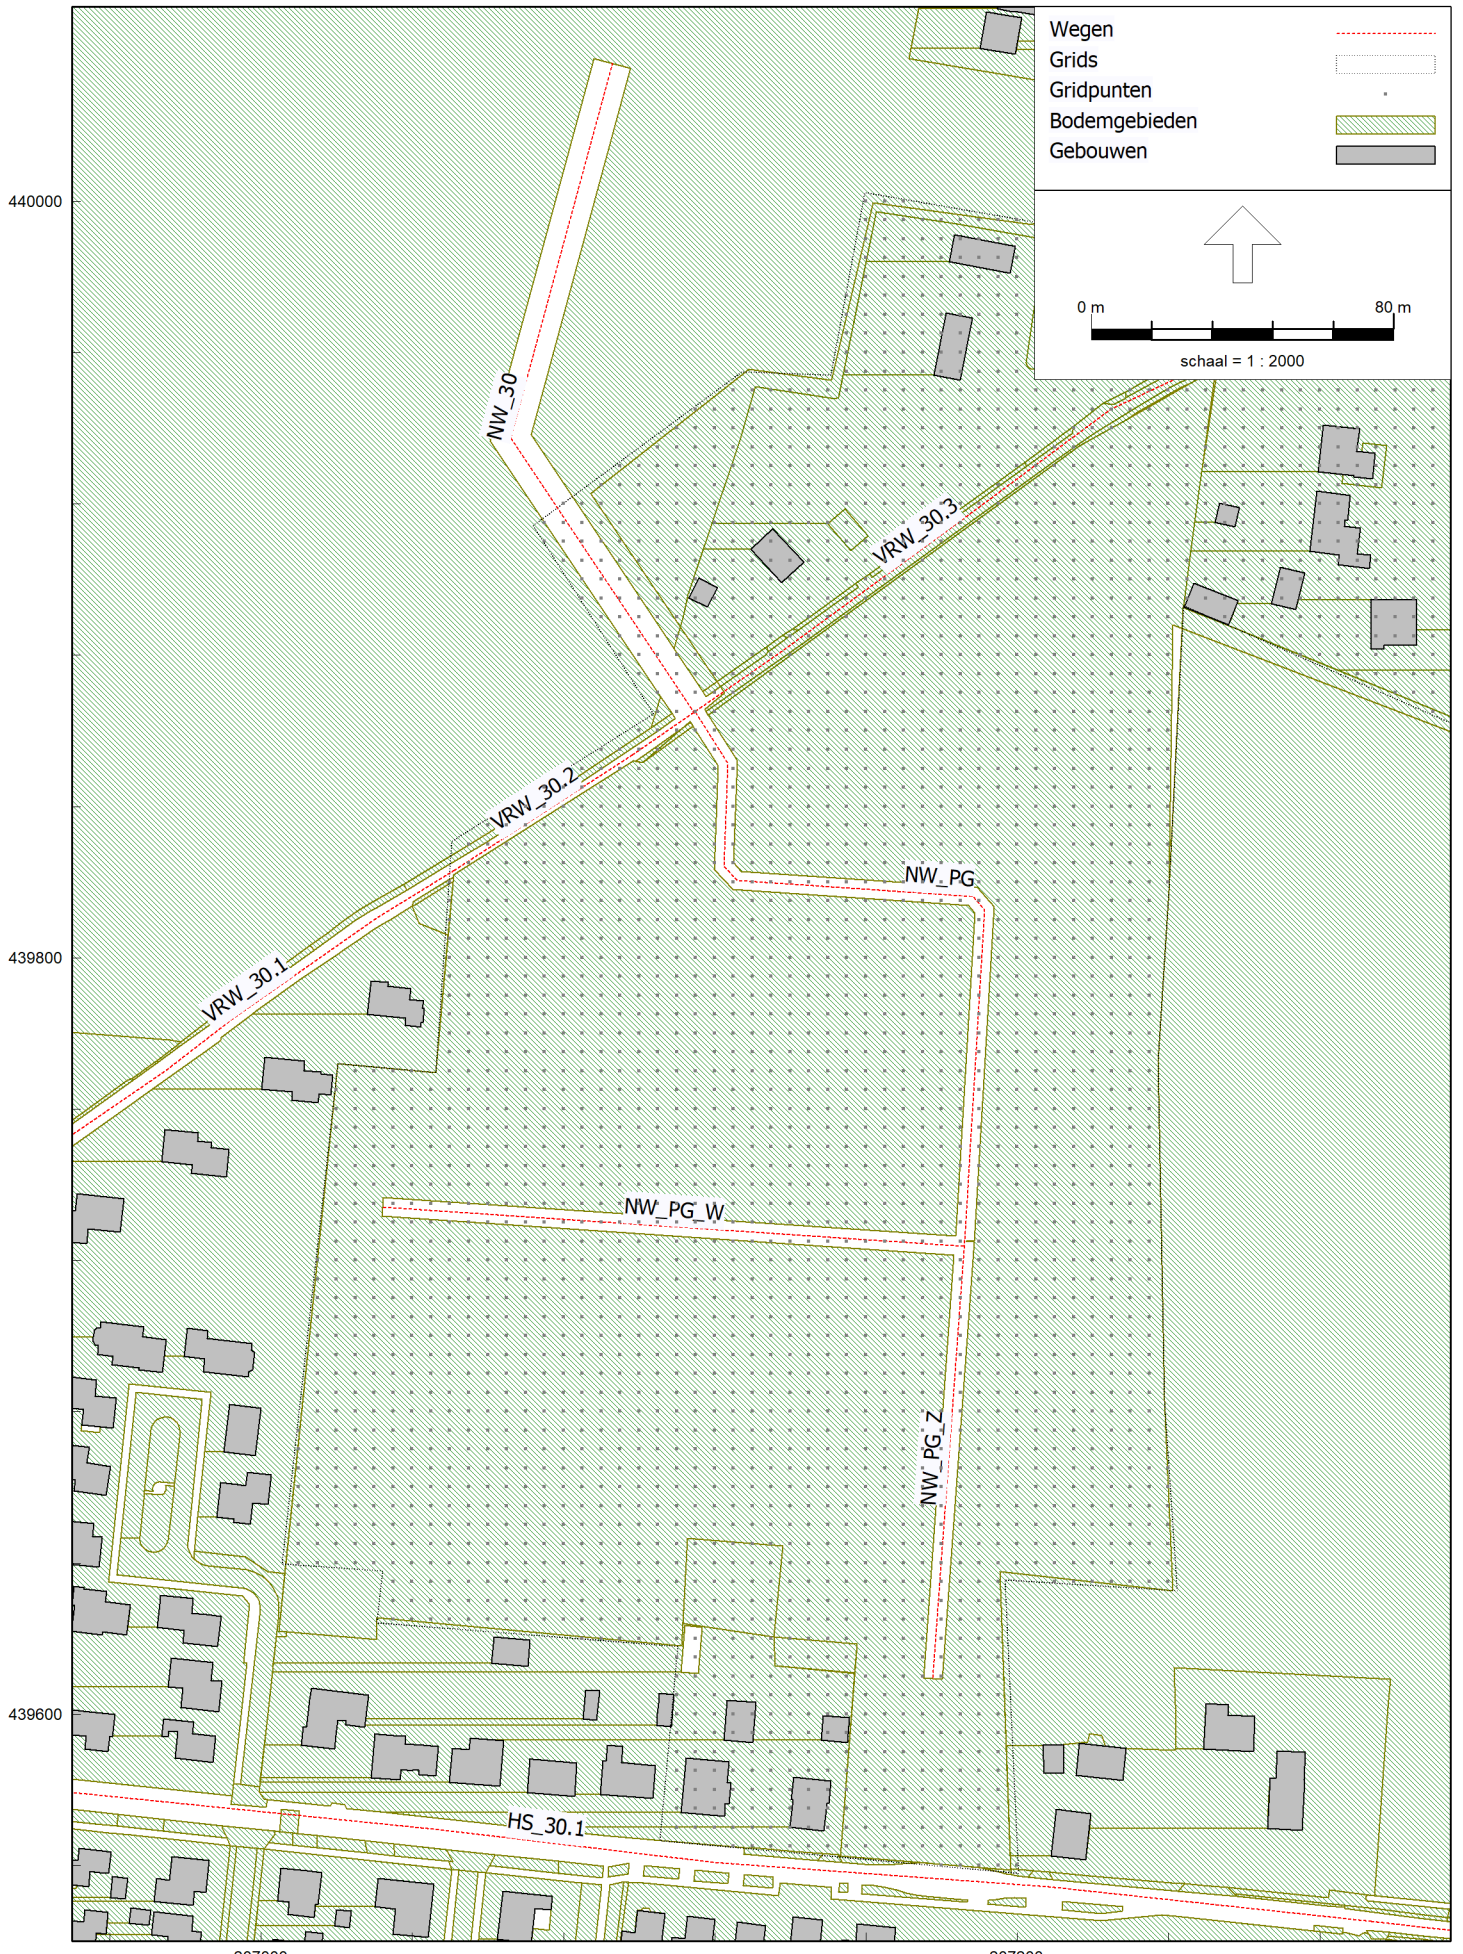 Wegen
Grids
Gridpunten
Bodemgebieden
Gebouwen
0 m 80 m
schaal = 1 : 2000
440000
NW_30
VRW_30.3
VRW_30.2
NW_PG
439800
VRW_30.1
NW_PG_W
NW_PG_Z
439600
HS_30.1